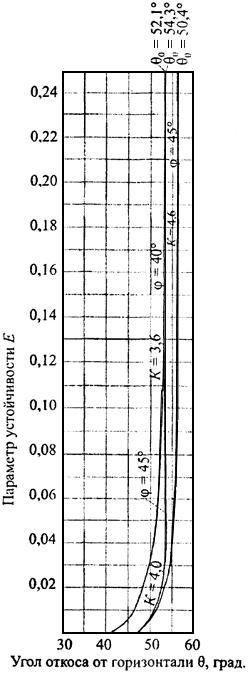 θ₀ = 52,1°
θ₀ = 54,3°
θ₀ = 50,4°
0,24
0,22
0,20
0,18
0,16
0,14
0,12
0,10
0,08
0,06
0,04
0,02
Параметр устойчивости E
φ = 45°
K = 4,6
φ = 40°
K = 3,6
φ = 45°
K = 4,0
30 40 50 60
Угол откоса от горизонтали θ, град.